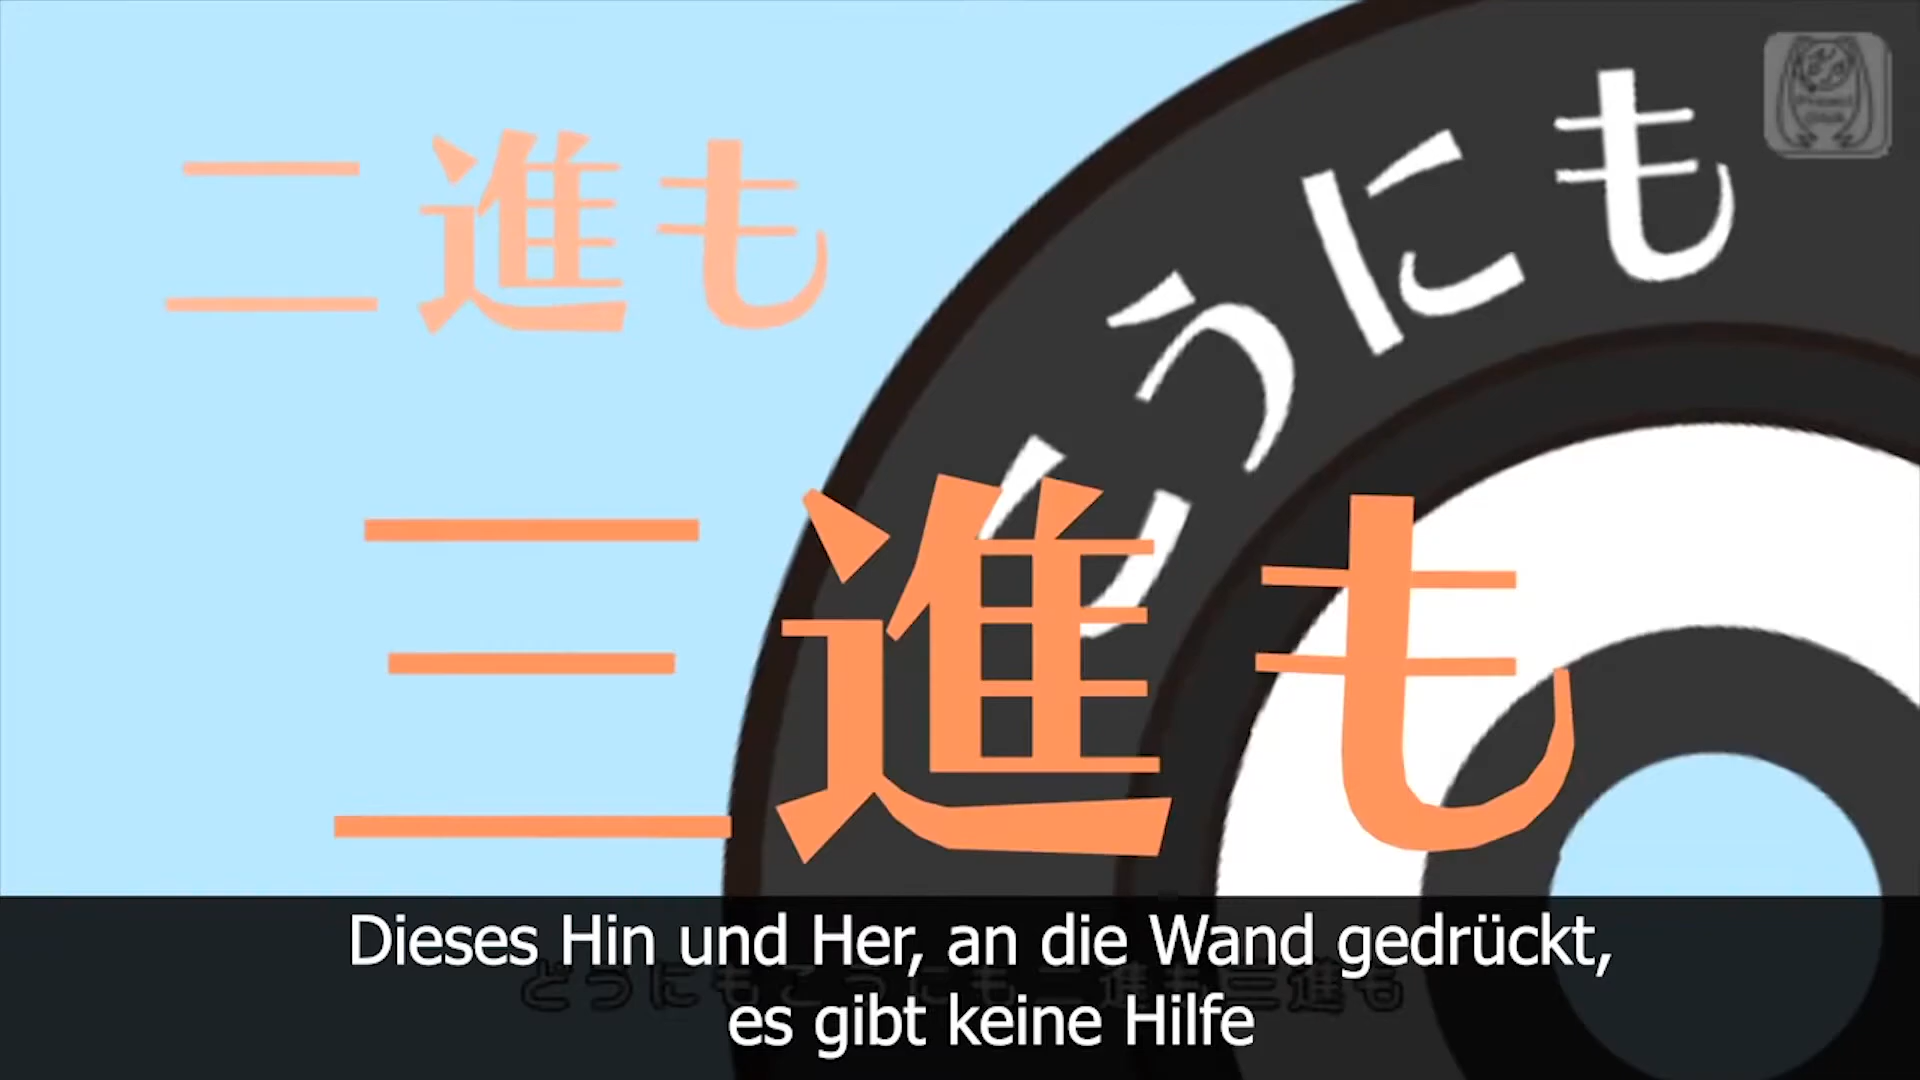 二進も
三進も
こうにも
Dieses Hin und Her, an die Wand gedrückt,
どうにもこうにも二進も三進も
es gibt keine Hilfe